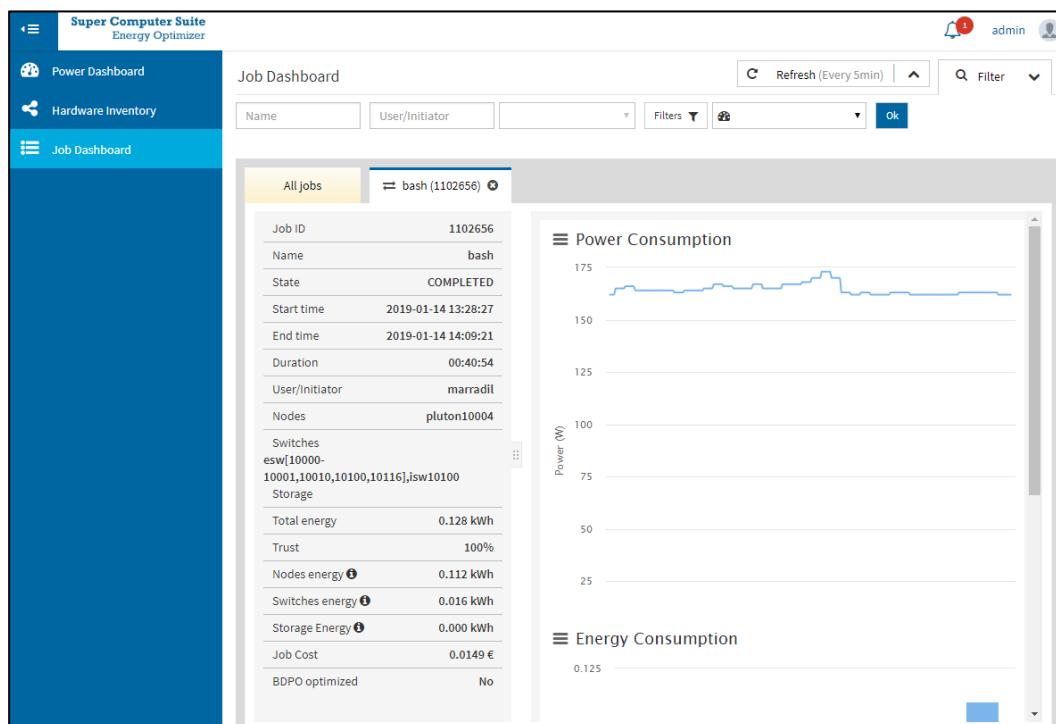 Super Computer Suite
Energy Optimizer
1
admin
Power Dashboard
Hardware Inventory
Job Dashboard
Job Dashboard
Refresh (Every 5min)
Filter
Name
User/Initiator
Filters
Ok
All jobs
bash (1102656)
Job ID 1102656
Name bash
State COMPLETED
Start time 2019-01-14 13:28:27
End time 2019-01-14 14:09:21
Duration 00:40:54
User/Initiator marradil
Nodes pluton10004
Switches
esw[10000-
10001,10010,10100,10116],isw10100
Storage
Total energy 0.128 kWh
Trust 100%
Nodes energy 0.112 kWh
Switches energy 0.016 kWh
Storage Energy 0.000 kWh
Job Cost 0.0149 €
BDPO optimized No
Power Consumption
175
150
125
100
75
50
25
Power (W)
Energy Consumption
0.125